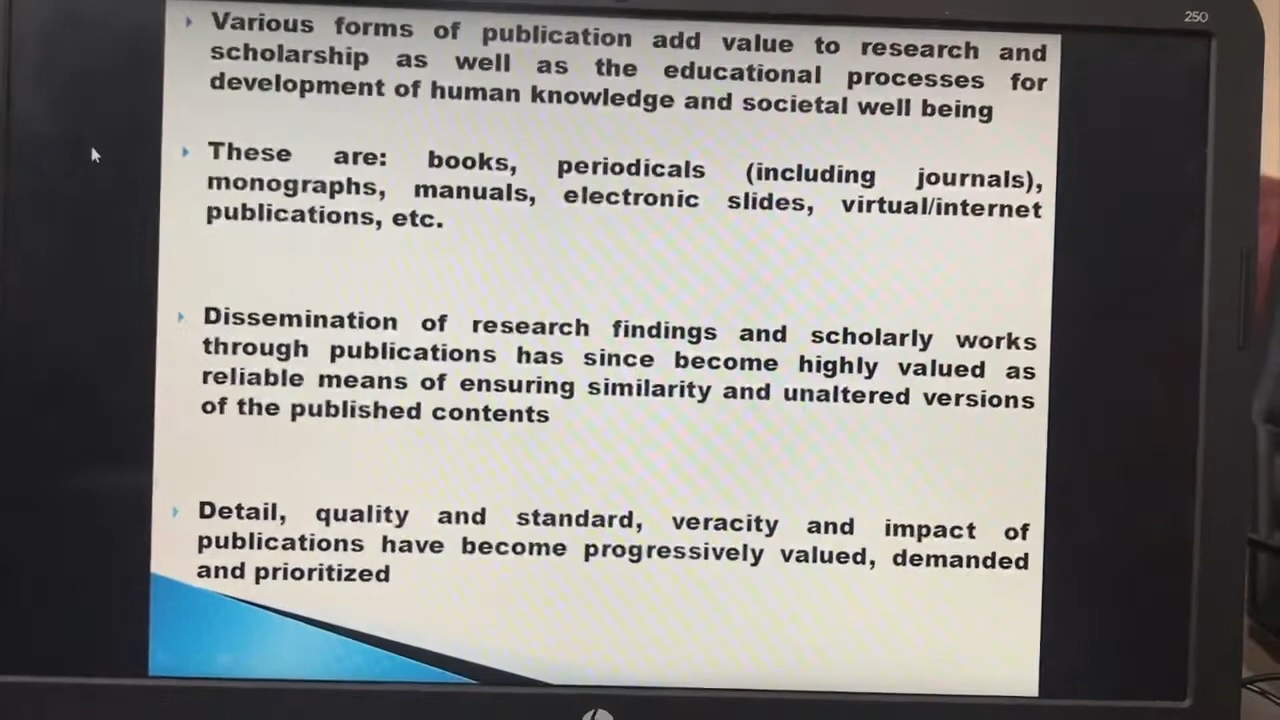 250
Various forms of publication add value to research and
scholarship as well as the educational processes for
development of human knowledge and societal well being
These are: books, periodicals (including journals),
monographs, manuals, electronic slides, virtual/internet
publications, etc.
Dissemination of research findings and scholarly works
through publications has since become highly valued as
reliable means of ensuring similarity and unaltered versions
of the published contents
Detail, quality and standard, veracity and impact of
publications have become progressively valued, demanded
and prioritized
hp